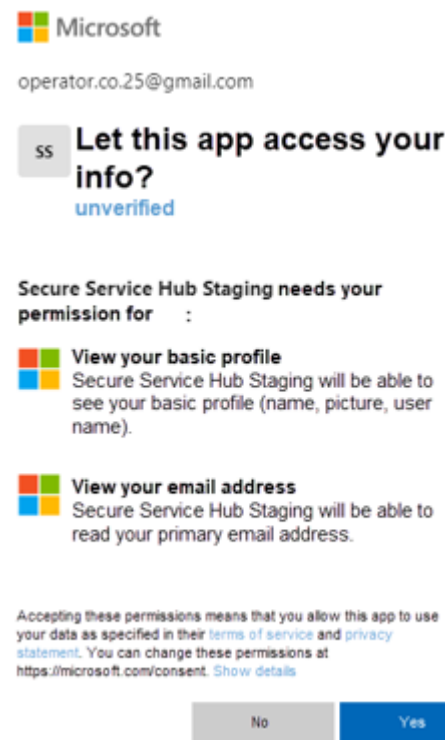 Microsoft
operator.co.25@gmail.com
SS
Let this app access your
info?
unverified
Secure Service Hub Staging needs your
permission for :
View your basic profile
Secure Service Hub Staging will be able to
see your basic profile (name, picture, user
name).
View your email address
Secure Service Hub Staging will be able to
read your primary email address.
Accepting these permissions means that you allow this app to use
your data as specified in their terms of service and privacy
statement. You can change these permissions at
https://microsoft.com/consent. Show details
No Yes